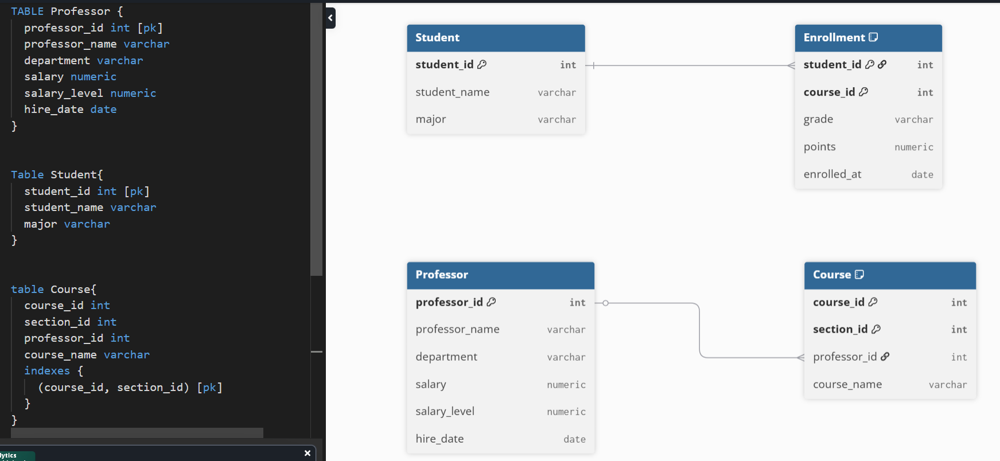 TABLE Professor {
professor_id int [pk]
professor_name varchar
department varchar
salary numeric
salary_level numeric
hire_date date
}
Table Student{
student_id int [pk]
student_name varchar
major varchar
}
table Course{
course_id int
section_id int
professor_id int
course_name varchar
indexes {
(course_id, section_id) [pk]
}
}
Student
student_id int
student_name varchar
major varchar
Enrollment
student_id int
course_id int
grade varchar
points numeric
enrolled_at date
Professor
professor_id int
professor_name varchar
department varchar
salary numeric
salary_level numeric
hire_date date
Course
course_id int
section_id int
professor_id int
course_name varchar